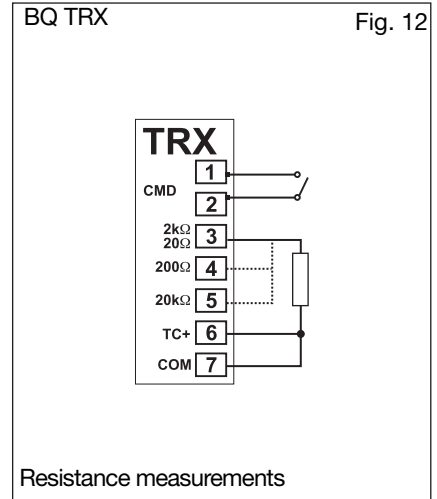 BQ TRX
Fig. 12
TRX
1
CMD
2
2kΩ
20Ω 3
200Ω 4
20kΩ 5
TC+ 6
COM 7
Resistance measurements